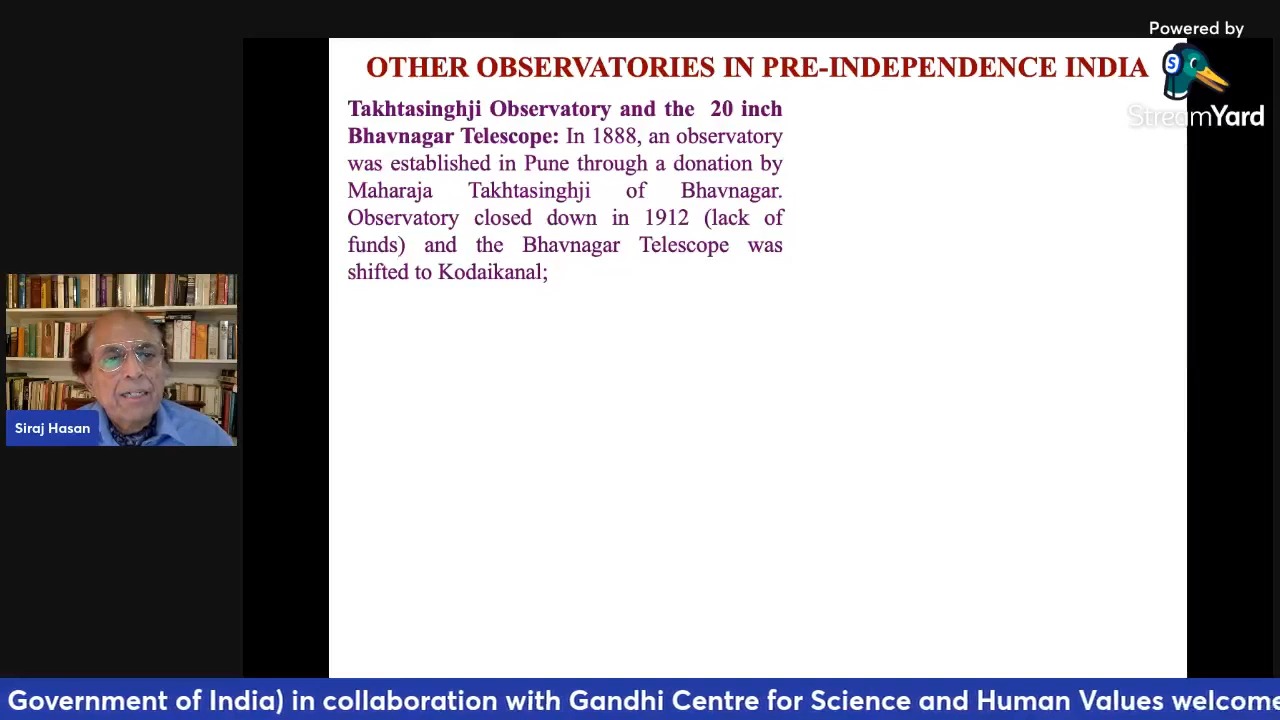 Powered by
StreamYard
OTHER OBSERVATORIES IN PRE-INDEPENDENCE INDIA
Takhtasinghji Observatory and the 20 inch
Bhavnagar Telescope: In 1888, an observatory
was established in Pune through a donation by
Maharaja Takhtasinghji of Bhavnagar.
Observatory closed down in 1912 (lack of
funds) and the Bhavnagar Telescope was
shifted to Kodaikanal;
Siraj Hasan
Government of India) in collaboration with Gandhi Centre for Science and Human Values welcome